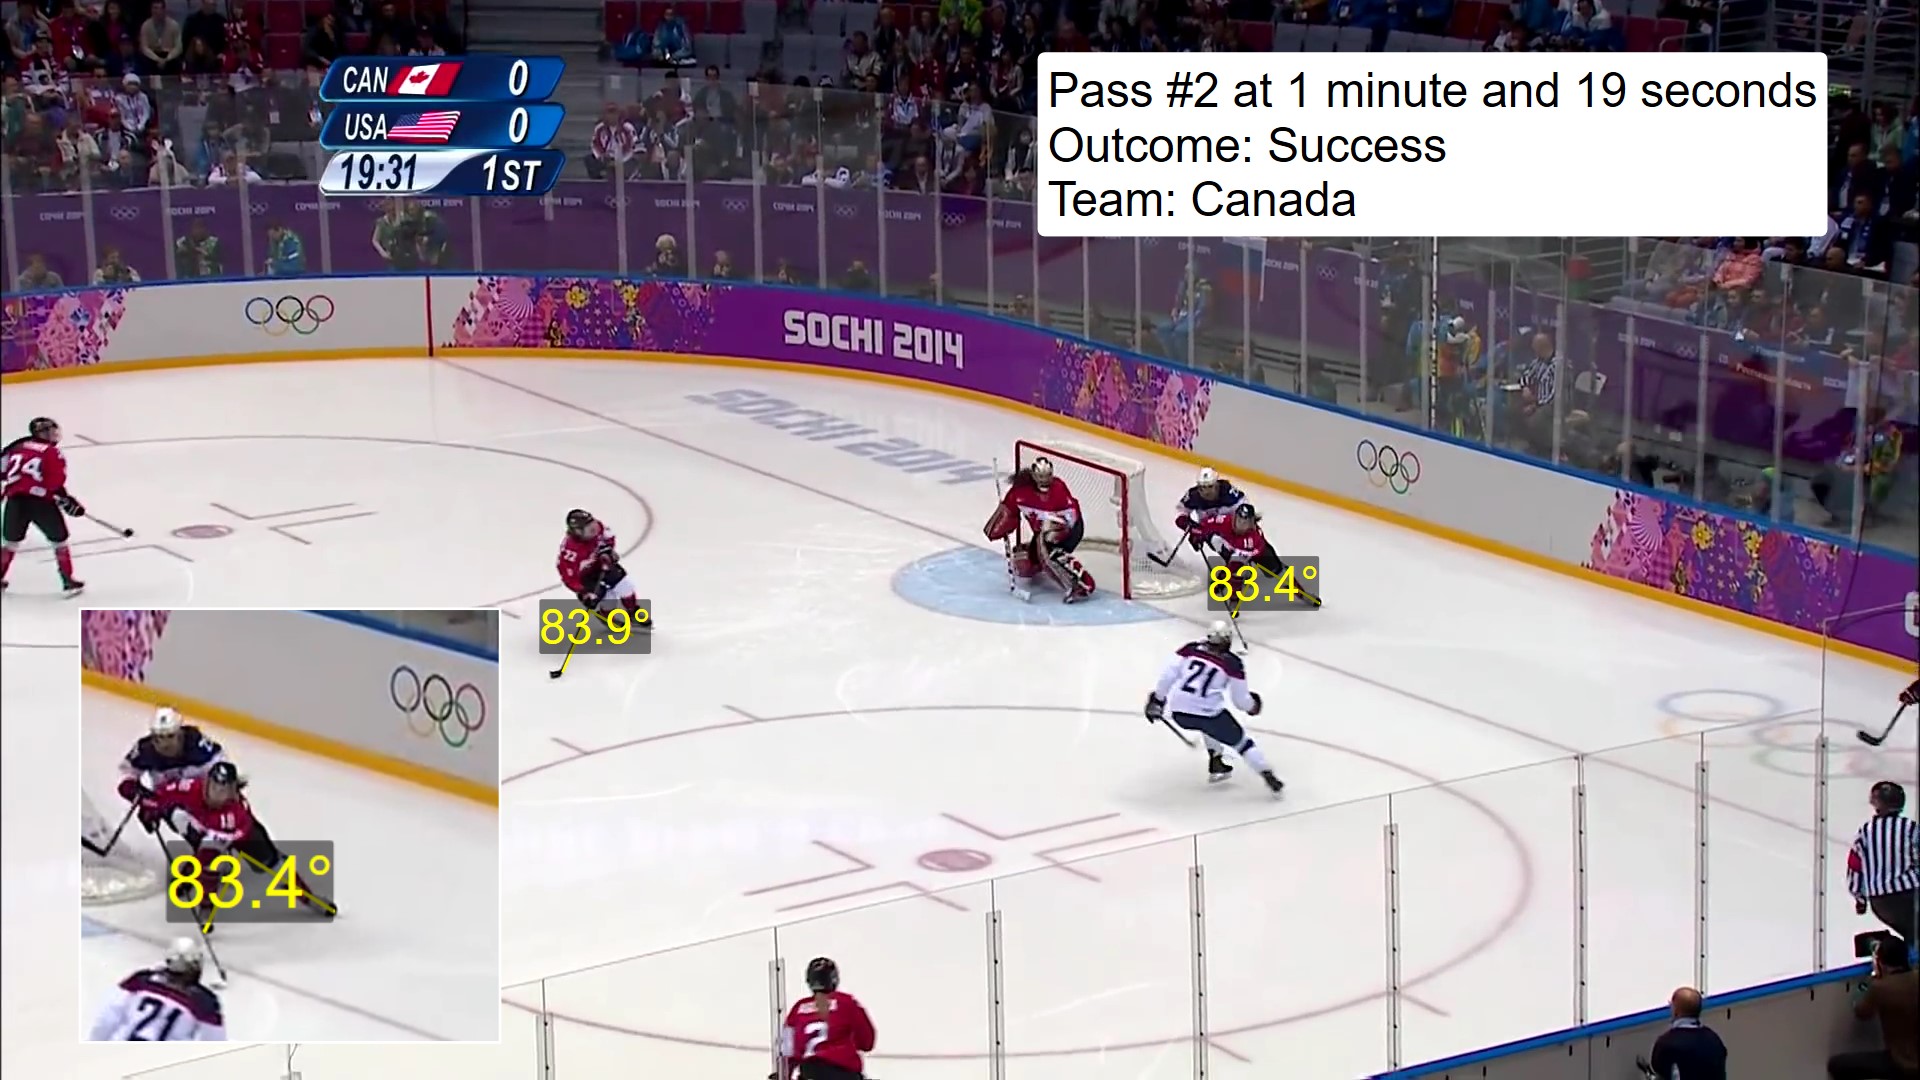 CAN 0
USA 0
19:31 1ST
Pass #2 at 1 minute and 19 seconds
Outcome: Success
Team: Canada
SOCHI 2014
SOCHI 2014
24
83.9°
83.4°
21
83.4°
21
2